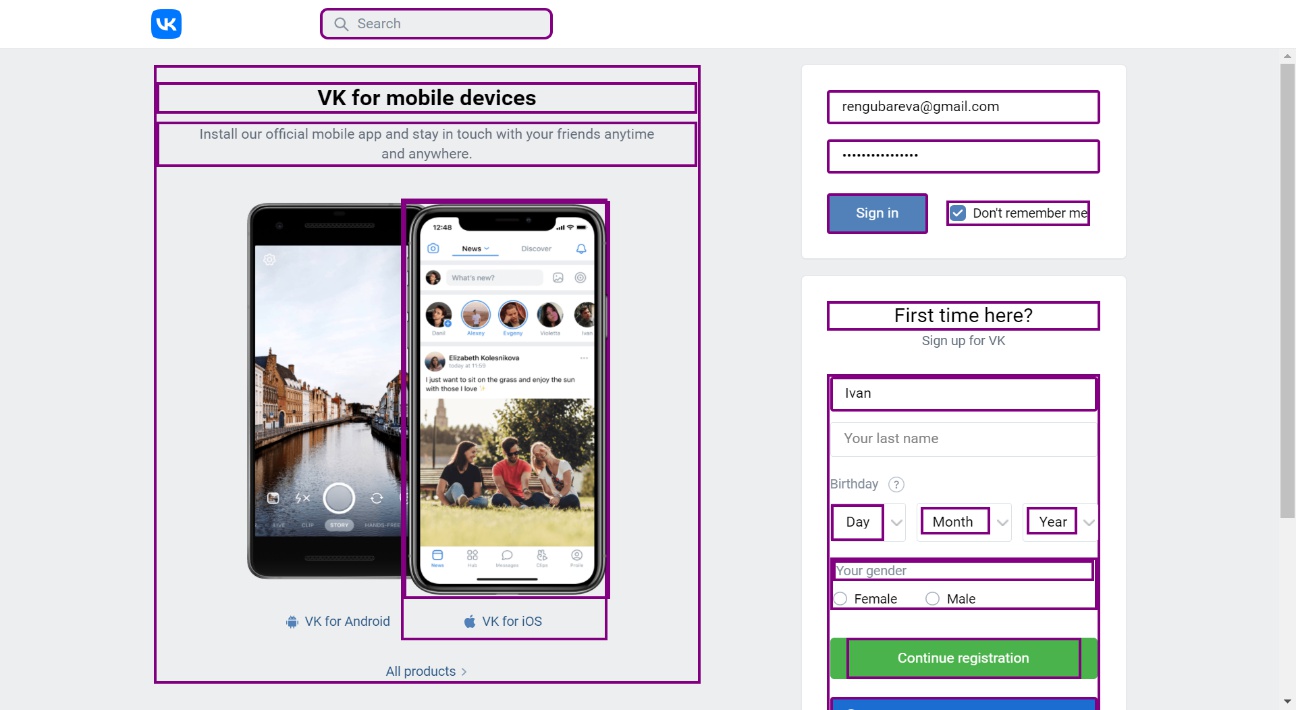 Search
VK for mobile devices
Install our official mobile app and stay in touch with your friends anytime
and anywhere.
12:48
News
Discover
What's new?
Danil
Alexey
Evgeny
Violetta
Ivan
Elizabeth Kolesnikova
I just want to sit on the grass and enjoy the sun
with those I love
LIVE
CLIP
STORY
HANDS-FREE
News
Hub
Messages
Clips
Profile
VK for Android
VK for iOS
All products
rengubareva@gmail.com
••••••••••••••••
Sign in
Don't remember me
First time here?
Sign up for VK
Ivan
Your last name
Birthday ?
Day
Month
Year
Your gender
Female
Male
Continue registration